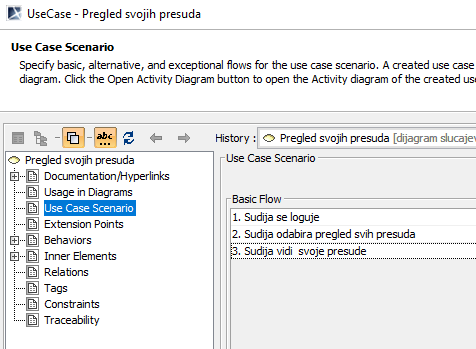 UseCase - Pregled svojih presuda
Use Case Scenario
Specify basic, alternative, and exceptional flows for the use case scenario. A created use case
diagram. Click the Open Activity Diagram button to open the Activity diagram of the created us
abc
History :
Pregled svojih presuda [dijagram slucajev
Pregled svojih presuda
Documentation/Hyperlinks
Usage in Diagrams
Use Case Scenario
Extension Points
Behaviors
Inner Elements
Relations
Tags
Constraints
Traceability
Use Case Scenario
Basic Flow
1. Sudija se loguje
2. Sudija odabira pregled svih presuda
3. Sudija vidi  svoje presude